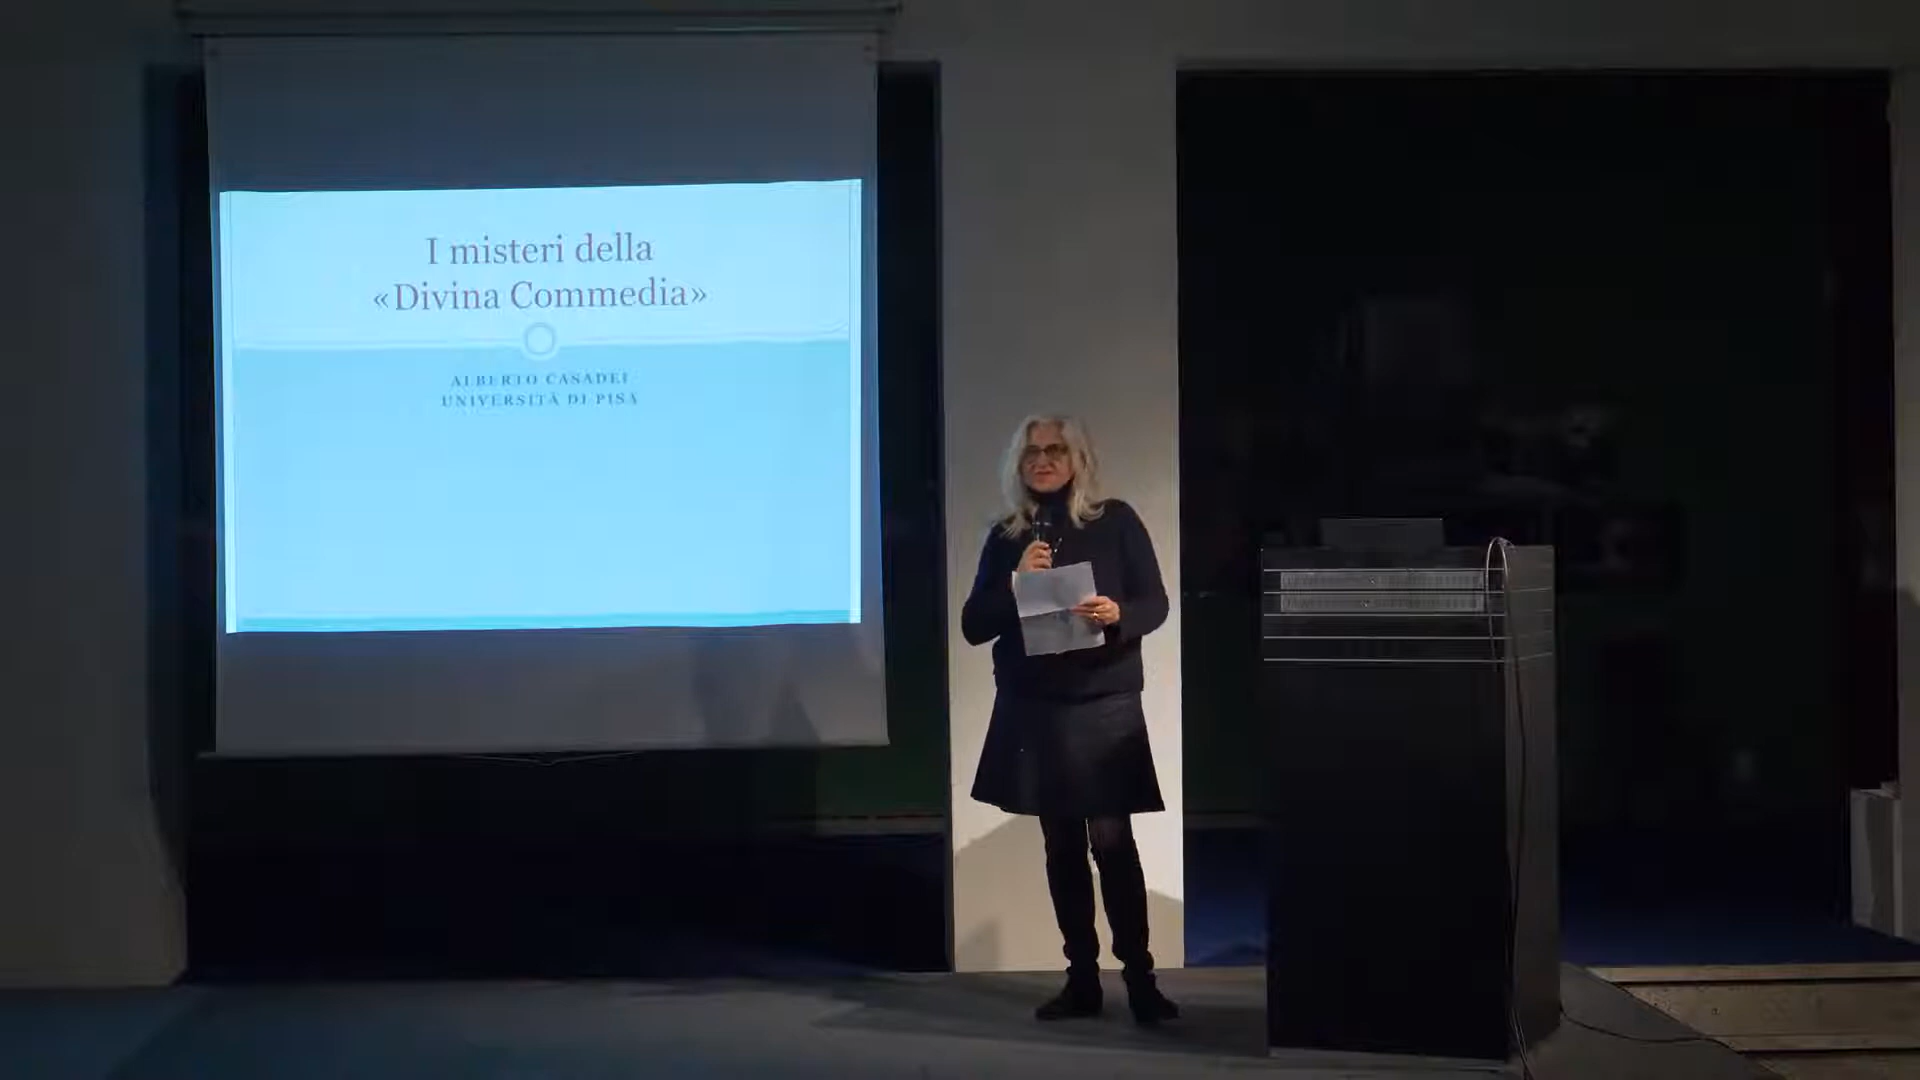 I misteri della
«Divina Commedia»
ALBERTO CASADEI
UNIVERSITÀ DI PISA